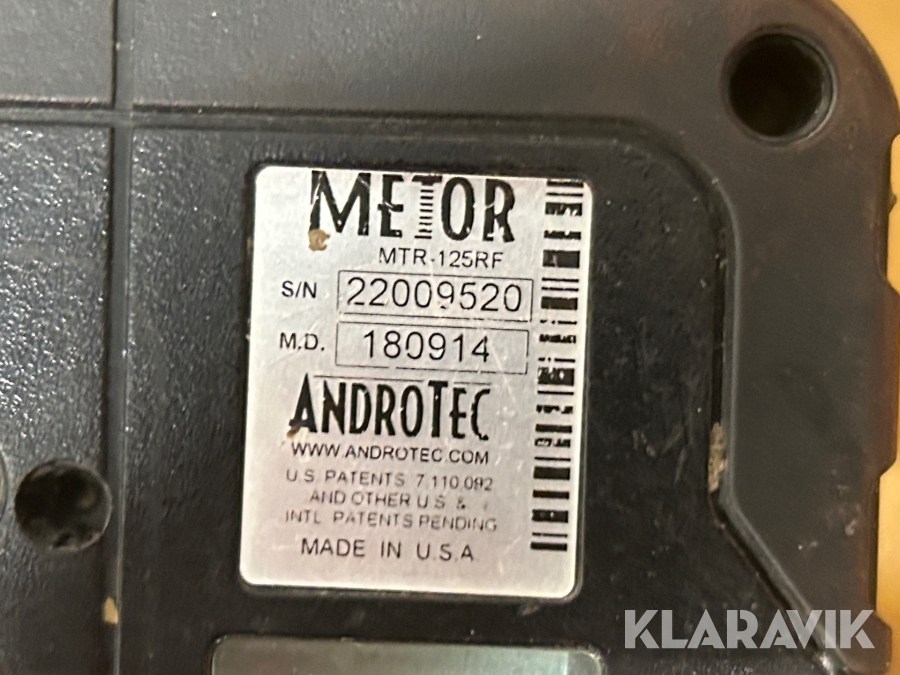 METOR
MTR-125RF
S/N 22009520
M.D. 180914
ANDROTEC
WWW.ANDROTEC.COM
U.S. PATENTS 7,110,092
AND OTHER U.S. &
INTL. PATENTS PENDING
MADE IN U.S.A
KLARAVIK